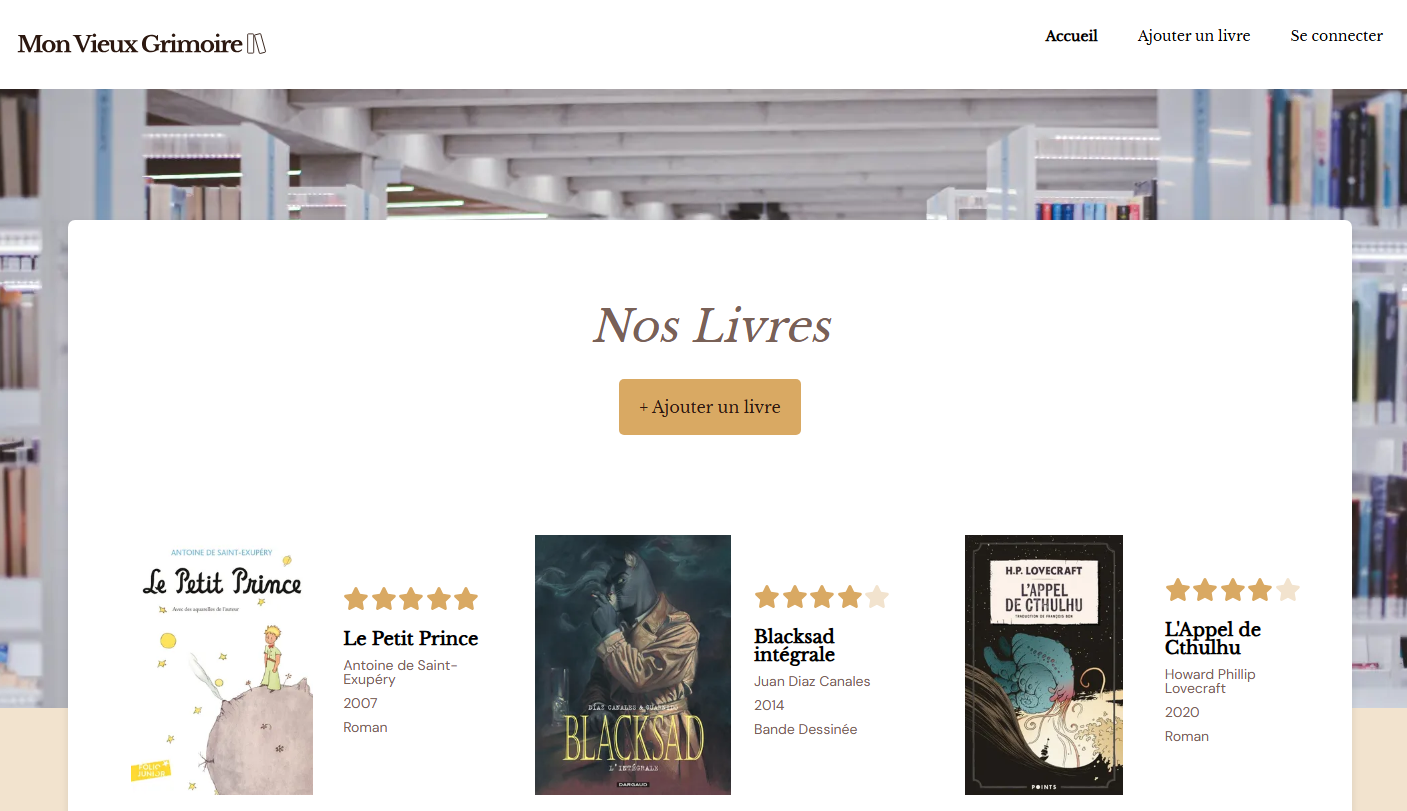 Mon Vieux Grimoire
Accueil
Ajouter un livre
Se connecter
Nos Livres
+ Ajouter un livre
ANTOINE DE SAINT-EXUPÉRY
Le Petit Prince
Avec des aquarelles de l'auteur
FOLIO
JUNIOR
Le Petit Prince
Antoine de Saint-
Exupéry
2007
Roman
DÍAZ CANALES & GUARNIDO
BLACKSAD
L'INTÉGRALE
DARGAUD
Blacksad
intégrale
Juan Diaz Canales
2014
Bande Dessinée
H.P. LOVECRAFT
L'APPEL
DE CTHULHU
TRADUCTION DE FRANÇOIS BON
POINTS
L'Appel de
Cthulhu
Howard Phillip
Lovecraft
2020
Roman